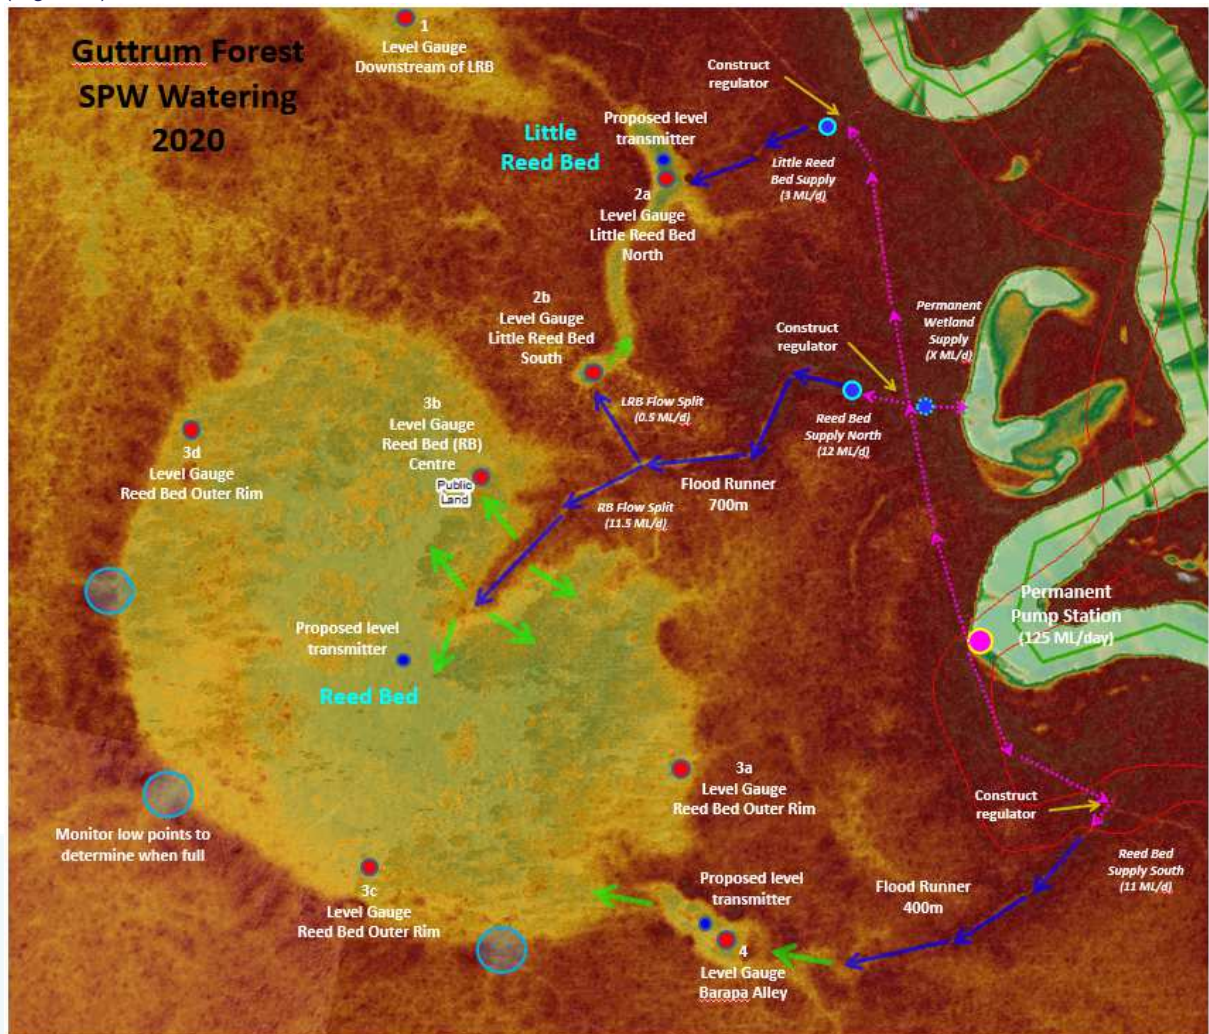 Guttrum Forest
SPW Watering
2020
1
Level Gauge
Downstream of LRB
Construct
regulator
Little
Reed Bed
Proposed level
transmitter
Little Reed
Bed Supply
(3 ML/d)
2a
Level Gauge
Little Reed Bed
North
2b
Level Gauge
Little Reed Bed
South
Construct
regulator
Permanent
Wetland
Supply
(X ML/d)
LRB Flow Split
(0.5 ML/d)
Reed Bed
Supply North
(12 ML/d)
3b
Level Gauge
Reed Bed (RB)
Centre
Public
Land
3d
Level Gauge
Reed Bed Outer Rim
Flood Runner
700m
RB Flow Split
(11.5 ML/d)
Permanent
Pump Station
(125 ML/day)
Proposed level
transmitter
Reed Bed
3a
Level Gauge
Reed Bed Outer Rim
Construct
regulator
Monitor low points to
determine when full
Reed Bed
Supply South
(11 ML/d)
3c
Level Gauge
Reed Bed Outer Rim
Proposed level
transmitter
Flood Runner
400m
4
Level Gauge
Barapa Alley